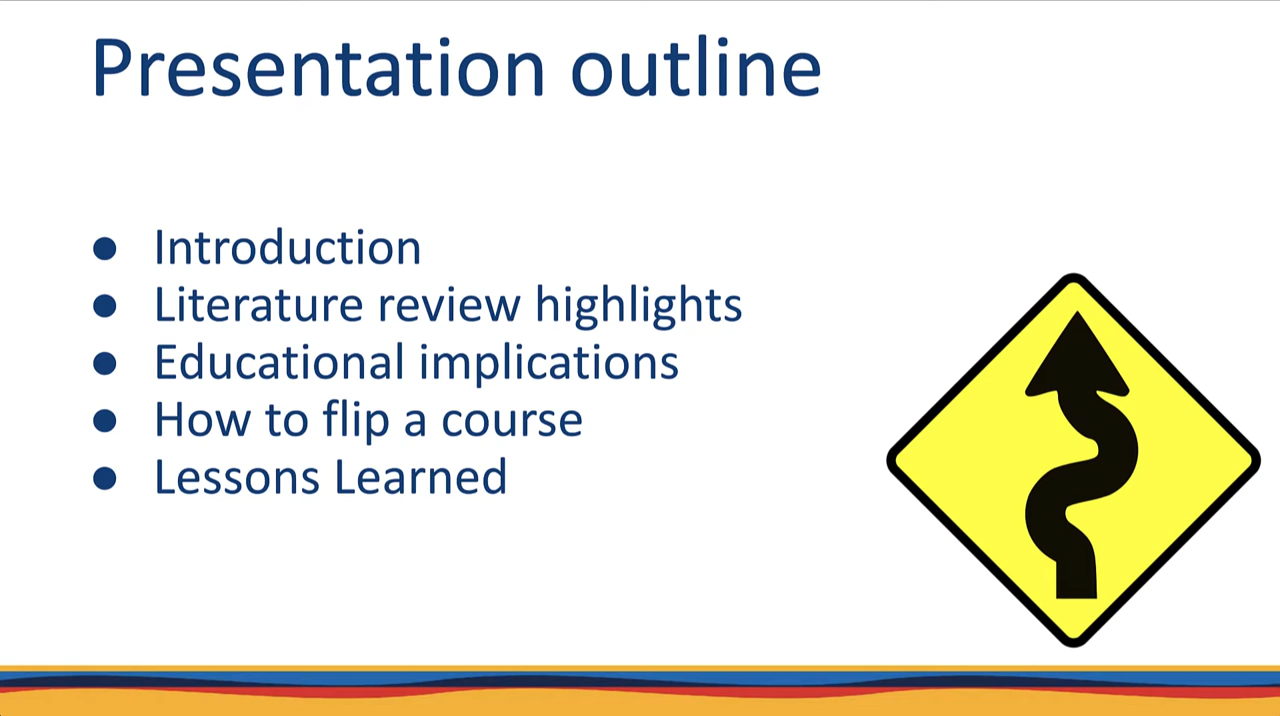 Presentation outline
● Introduction
● Literature review highlights
● Educational implications
● How to flip a course
● Lessons Learned